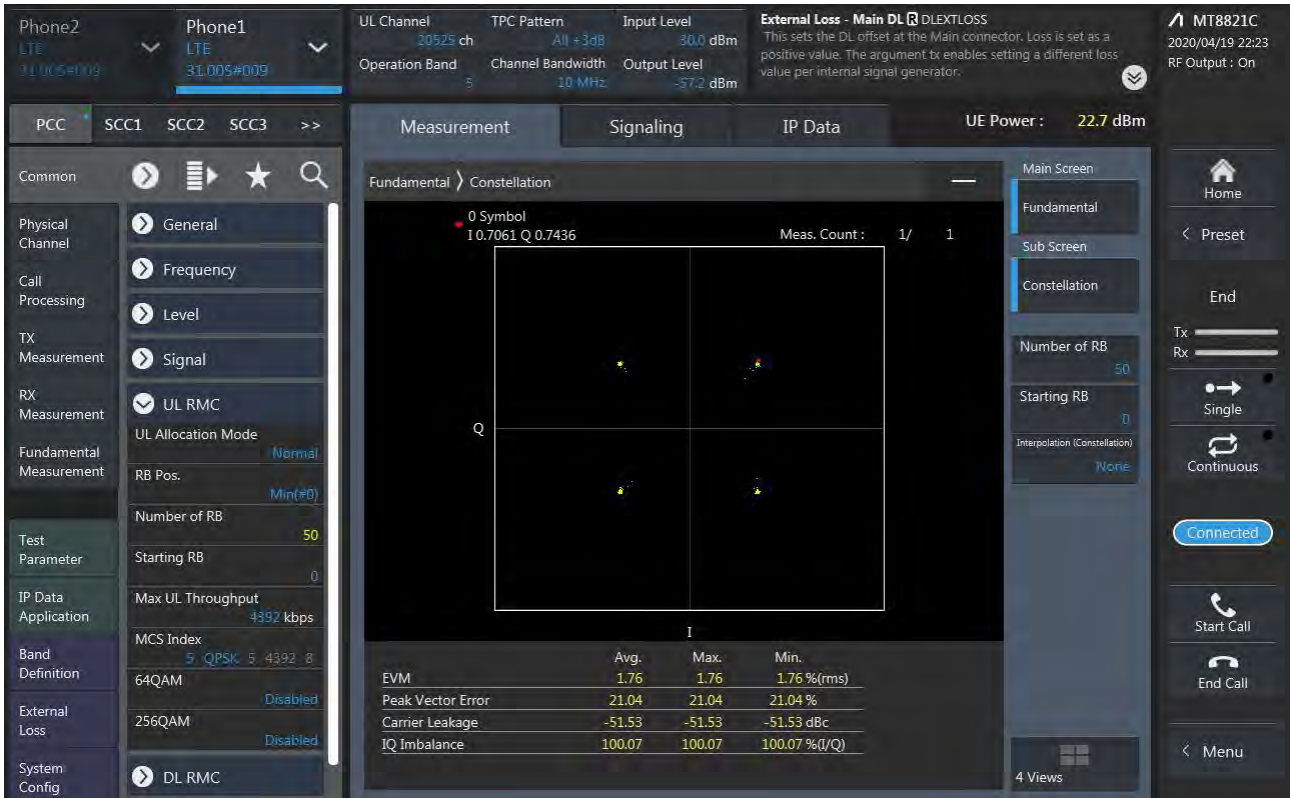 Phone2
LTE
31.005#009
Phone1
LTE
31.005#009
UL Channel
20525 ch
Operation Band
5
TPC Pattern
All +3dB
Channel Bandwidth
10 MHz
Input Level
30.0 dBm
Output Level
-57.2 dBm
External Loss - Main DL R DLEXTLOSS
This sets the DL offset at the Main connector. Loss is set as a
positive value. The argument tx enables setting a different loss
value per internal signal generator.
MT8821C
2020/04/19 22:23
RF Output : On
PCC SCC1 SCC2 SCC3 >>
Measurement Signaling IP Data
UE Power : 22.7 dBm
Common
Physical
Channel
Call
Processing
TX
Measurement
RX
Measurement
Fundamental
Measurement
Test
Parameter
IP Data
Application
Band
Definition
External
Loss
System
Config
General
Frequency
Level
Signal
UL RMC
UL Allocation Mode
Normal
RB Pos.
Min(#0)
Number of RB
50
Starting RB
0
Max UL Throughput
4392 kbps
MCS Index
5 QPSK 5 4392 8
64QAM
Disabled
256QAM
Disabled
DL RMC
Fundamental 〉 Constellation
0 Symbol
I 0.7061 Q 0.7436
Meas. Count : 1/ 1
Q
I
Avg. Max. Min.
EVM 1.76 1.76 1.76 %(rms)
Peak Vector Error 21.04 21.04 21.04 %
Carrier Leakage -51.53 -51.53 -51.53 dBc
IQ Imbalance 100.07 100.07 100.07 %(I/Q)
Main Screen
Fundamental
Sub Screen
Constellation
Number of RB
50
Starting RB
0
Interpolation (Constellation)
None
4 Views
Home
< Preset
End
Tx
Rx
Single
Continuous
Connected
Start Call
End Call
< Menu